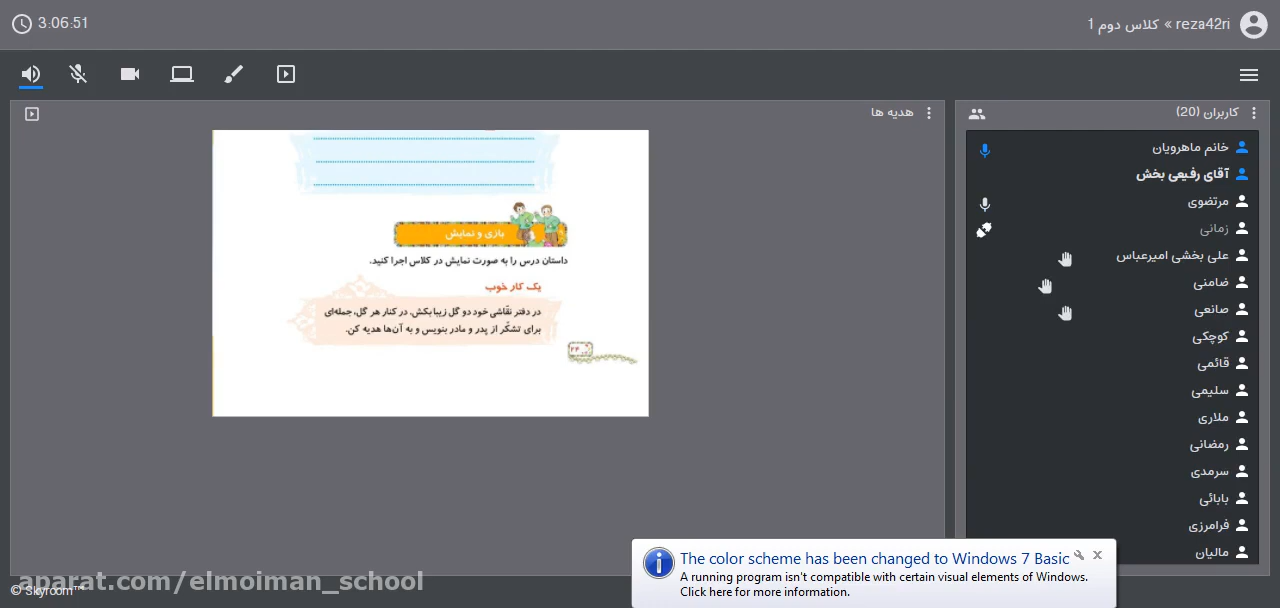 3:06:51
reza42ri » کلاس دوم 1
هدیه ها
کاربران (20)
بازی و نمایش
داستان درس را به صورت نمایش در کلاس اجرا کنید.
یک کار خوب
در دفتر نقّاشی خود دو گل زیبا بکش. در کنار هر گل، جمله‌ای
برای تشکّر از پدر و مادر بنویس و به آن‌ها هدیه کن.
۲۴
خانم ماهرویان
آقای رفیعی بخش
مرتضوی
زمانی
علی بخشی امیرعباس
ضامنی
صانعی
کوچکی
قائمی
سلیمی
ملاری
رمضانی
سرمدی
بابائی
فرامرزی
مالیان
The color scheme has been changed to Windows 7 Basic
A running program isn't compatible with certain visual elements of Windows.
Click here for more information.
aparat.com/elmoiman_school
© Skyroom™